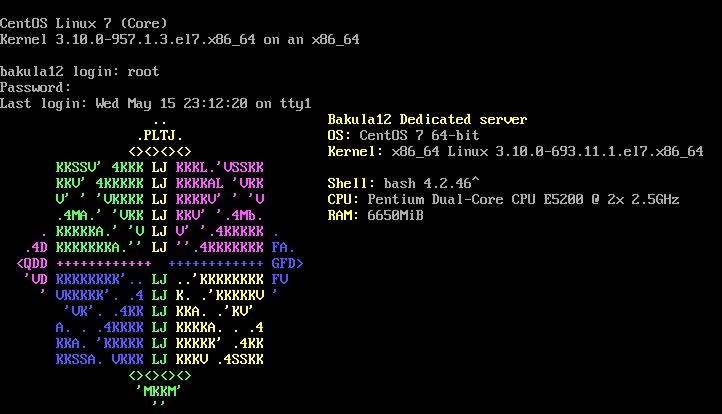 CentOS Linux 7 (Core)
Kernel 3.10.0-957.1.3.el7.x86_64 on an x86_64

bakula12 login: root
Password:
Last login: Wed May 15 23:12:20 on tty1
..
.PLTJ.
<><><><>
KKSSV' 4KKK LJ KKKL.'VSSKK
KKV' 4KKKKK LJ KKKKAL 'VKK
V' ' 'VKKKK LJ KKKKV' ' 'V
.4MA.' 'VKK LJ KKV' '.4Mb.
. KKKKKA.' 'V LJ V' '.4KKKKK .
.4D KKKKKKKA.'' LJ ''.4KKKKKKK FA.
<QDD ++++++++++++ ++++++++++++ GFD>
'VD KKKKKKKK'.. LJ ..'KKKKKKKK FV
' VKKKKK'. .4 LJ K. .'KKKKKV '
'VK'. .4KK LJ KKA. .'KV'
A. . .4KKKK LJ KKKKA. . .4
KKA. 'KKKKK LJ KKKKK' .4KK
KKSSA. VKKK LJ KKKV .4SSKK
<><><><>
'MKKM'
''
Bakula12 Dedicated server
OS: CentOS 7 64-bit
Kernel: x86_64 Linux 3.10.0-693.11.1.el7.x86_64

Shell: bash 4.2.46^
CPU: Pentium Dual-Core CPU E5200 @ 2x 2.5GHz
RAM: 6650MiB